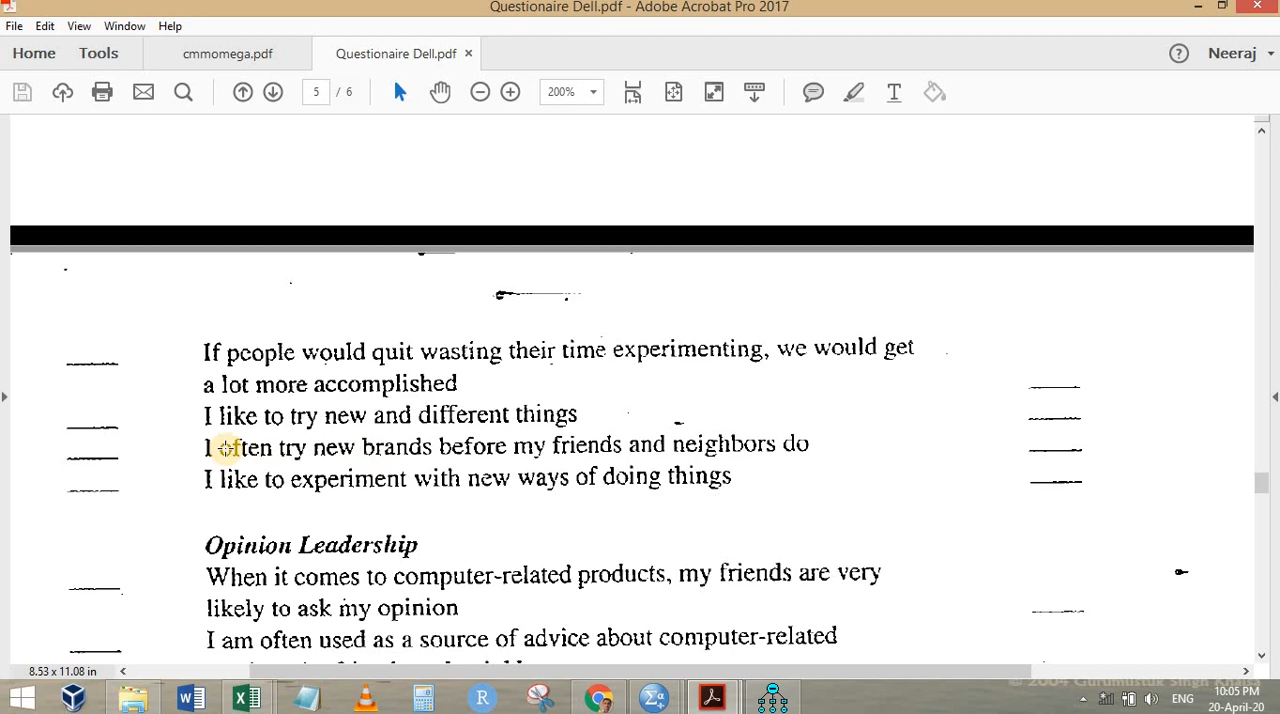 Questionaire Dell.pdf - Adobe Acrobat Pro 2017
File Edit View Window Help
Home Tools cmmomega.pdf Questionaire Dell.pdf × Neeraj
5 / 6 200%
If people would quit wasting their time experimenting, we would get
a lot more accomplished
I like to try new and different things
I often try new brands before my friends and neighbors do
I like to experiment with new ways of doing things
Opinion Leadership
When it comes to computer-related products, my friends are very
likely to ask my opinion
I am often used as a source of advice about computer-related
8.53 x 11.08 in
© 2004 Gurumustuk Singh Khalsa
ENG 10:05 PM
20-April-20